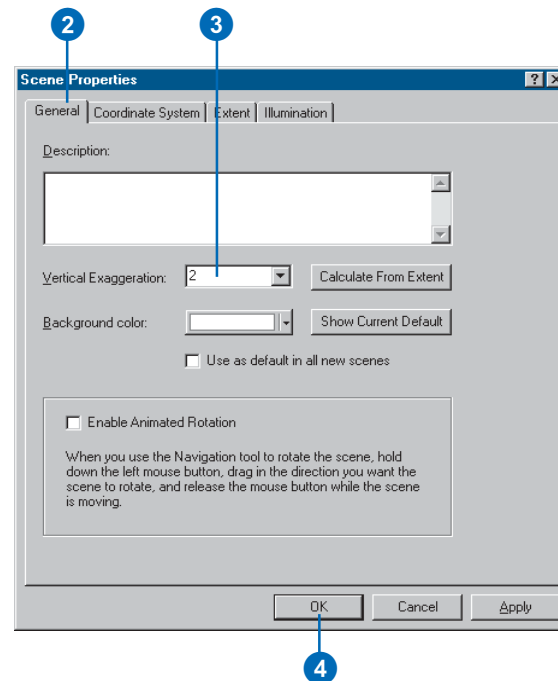 2 3
Scene Properties ? ×
General Coordinate System Extent Illumination
Description:
Vertical Exaggeration: 2 Calculate From Extent
Background color: Show Current Default
Use as default in all new scenes
Enable Animated Rotation
When you use the Navigation tool to rotate the scene, hold
down the left mouse button, drag in the direction you want the
scene to rotate, and release the mouse button while the scene
is moving.
OK Cancel Apply
4